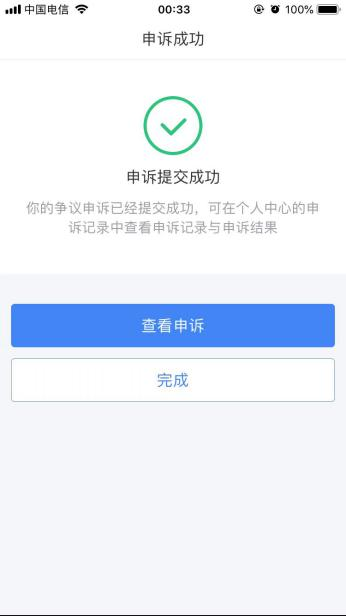 中国电信 00:33 100%
申诉成功
申诉提交成功
你的争议申诉已经提交成功，可在个人中心的申
诉记录中查看申诉记录与申诉结果
查看申诉
完成